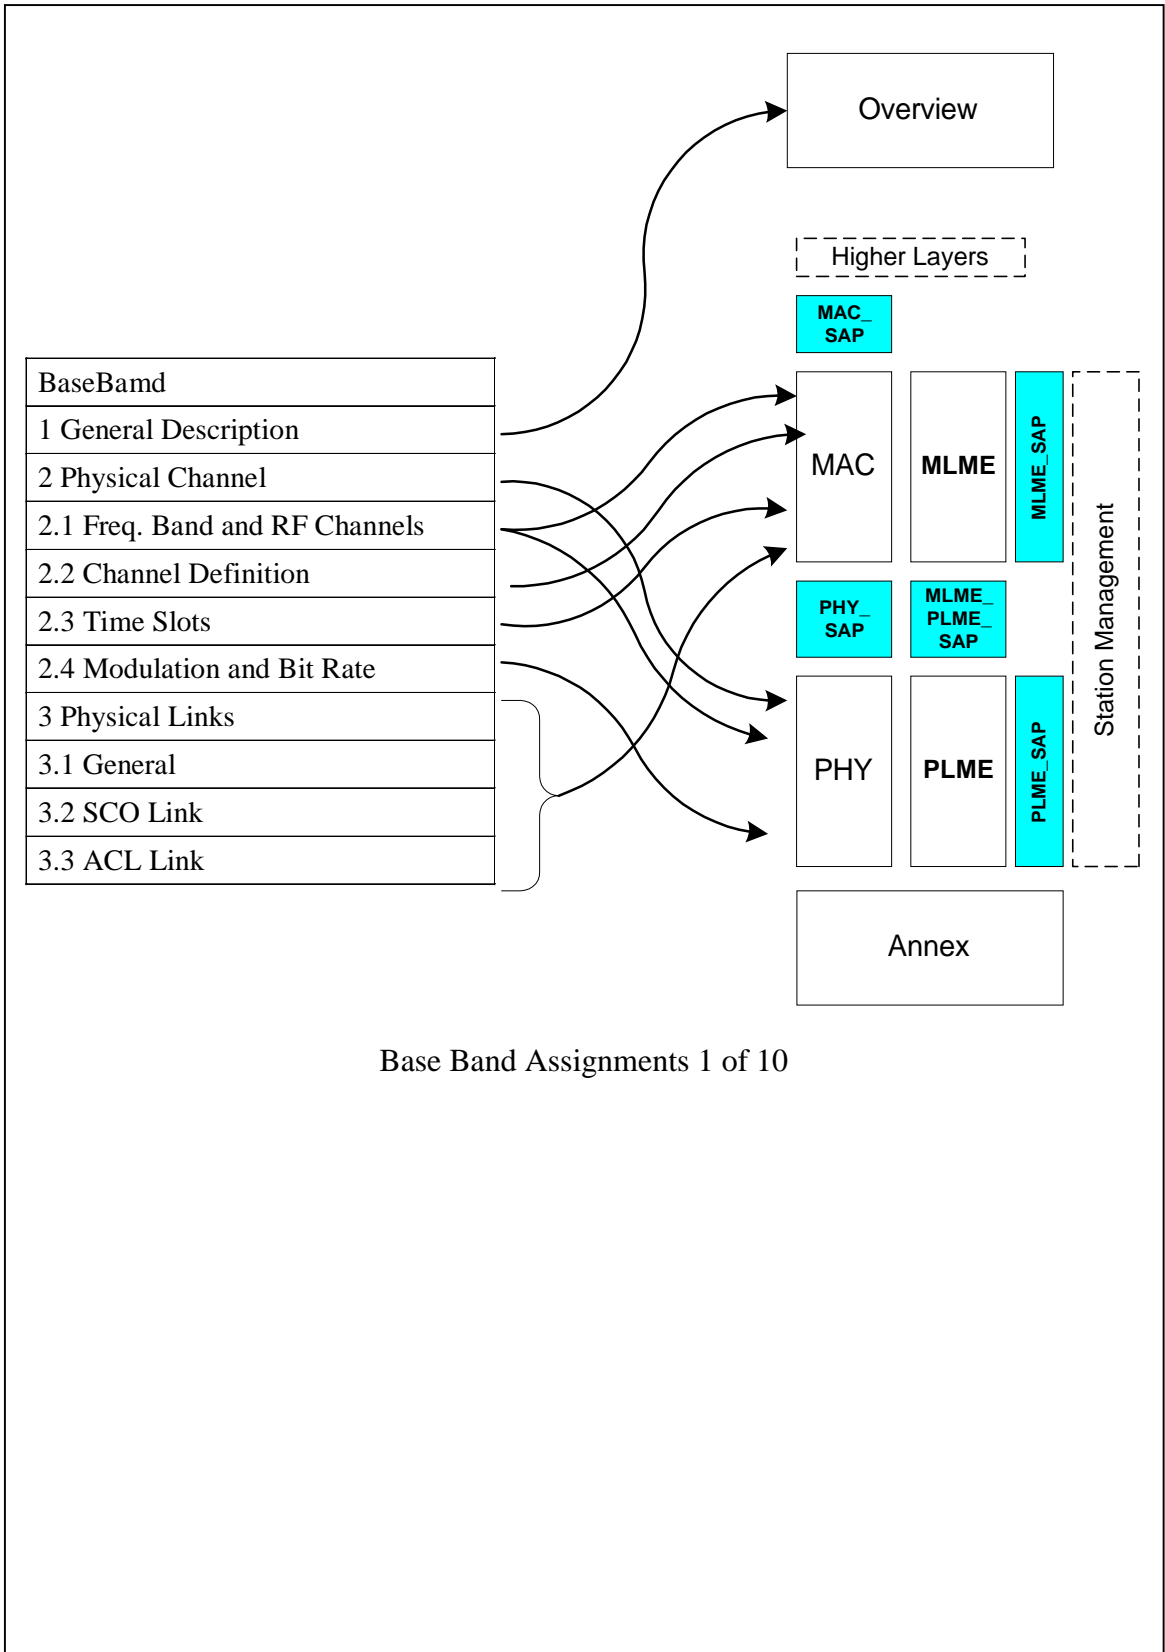 Overview
Higher Layers
MAC_
SAP
BaseBamd
1 General Description
2 Physical Channel
2.1 Freq. Band and RF Channels
2.2 Channel Definition
2.3 Time Slots
2.4 Modulation and Bit Rate
3 Physical Links
3.1 General
3.2 SCO Link
3.3 ACL Link
MAC
MLME
MLME_SAP
Station Management
PHY_
SAP
MLME_
PLME_
SAP
PHY
PLME
PLME_SAP
Annex
Base Band Assignments 1 of 10